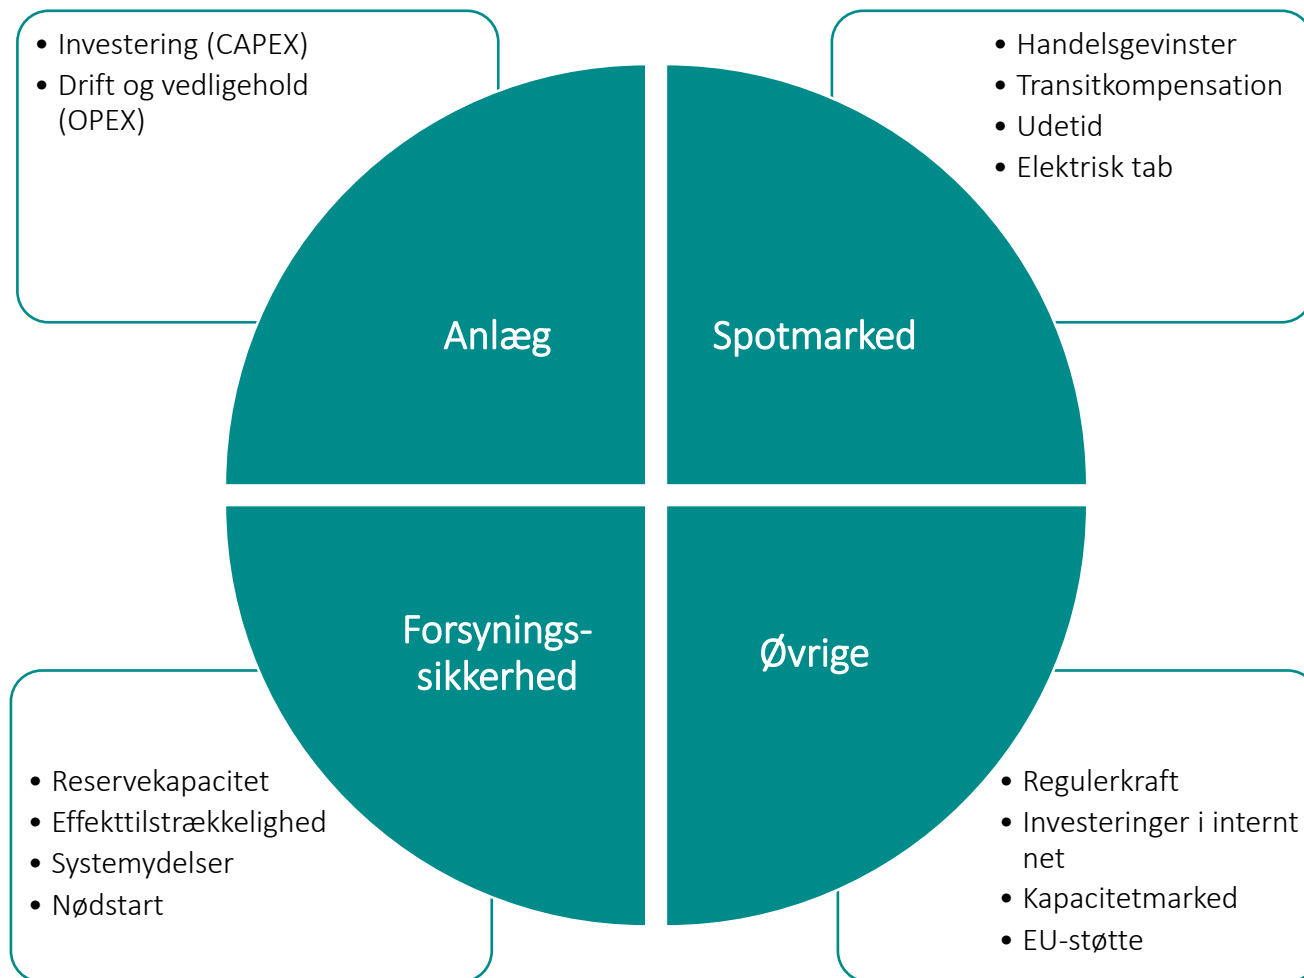 • Investering (CAPEX)
• Drift og vedligehold
(OPEX)
• Handelsgevinster
• Transitkompensation
• Udetid
• Elektrisk tab
Anlæg
Spotmarked
Forsynings-
sikkerhed
Øvrige
• Reservekapacitet
• Effekttilstrækkelighed
• Systemydelser
• Nødstart
• Regulerkraft
• Investeringer i internt
net
• Kapacitetmarked
• EU-støtte